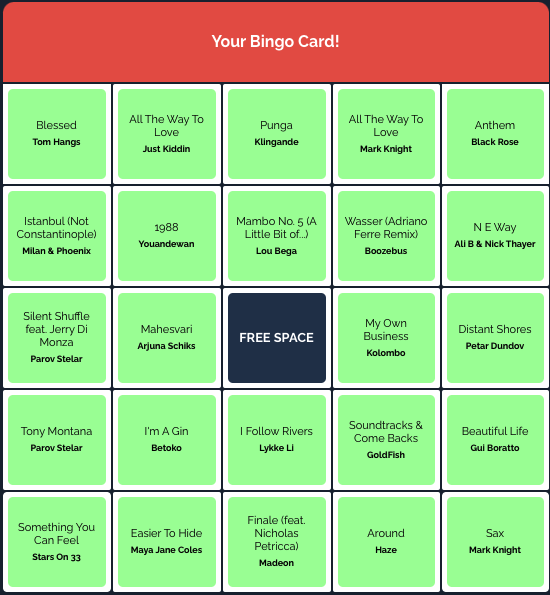 Your Bingo Card!
Blessed
Tom Hangs
All The Way To
Love
Just Kiddin
Punga
Klingande
All The Way To
Love
Mark Knight
Anthem
Black Rose
Istanbul (Not
Constantinople)
Milan & Phoenix
1988
Youandewan
Mambo No. 5 (A
Little Bit of...)
Lou Bega
Wasser (Adriano
Ferre Remix)
Boozebus
N E Way
Ali B & Nick Thayer
Silent Shuffle
feat. Jerry Di
Monza
Parov Stelar
Mahesvari
Arjuna Schiks
FREE SPACE
My Own
Business
Kolombo
Distant Shores
Petar Dundov
Tony Montana
Parov Stelar
I'm A Gin
Betoko
I Follow Rivers
Lykke Li
Soundtracks &
Come Backs
GoldFish
Beautiful Life
Gui Boratto
Something You
Can Feel
Stars On 33
Easier To Hide
Maya Jane Coles
Finale (feat.
Nicholas
Petricca)
Madeon
Around
Haze
Sax
Mark Knight